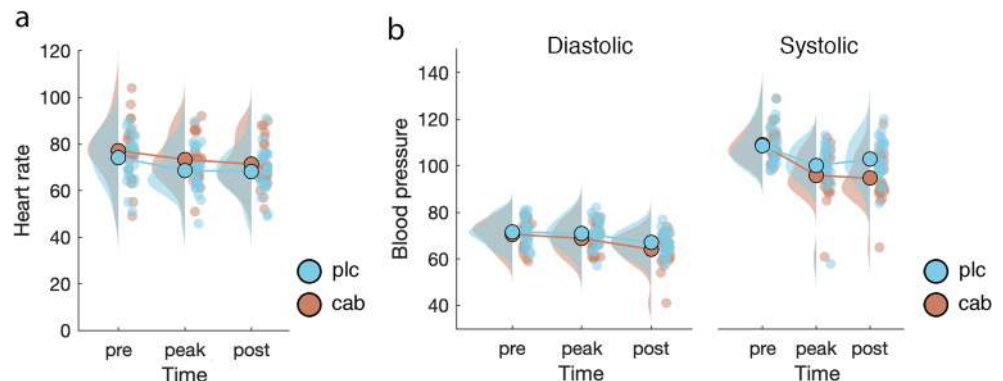 a
Heart rate
120
100
80
60
40
20
0
pre peak post
Time
plc
cab
b
Diastolic Systolic
Blood pressure
140
120
100
80
60
40
pre peak post pre peak post
Time Time
plc
cab